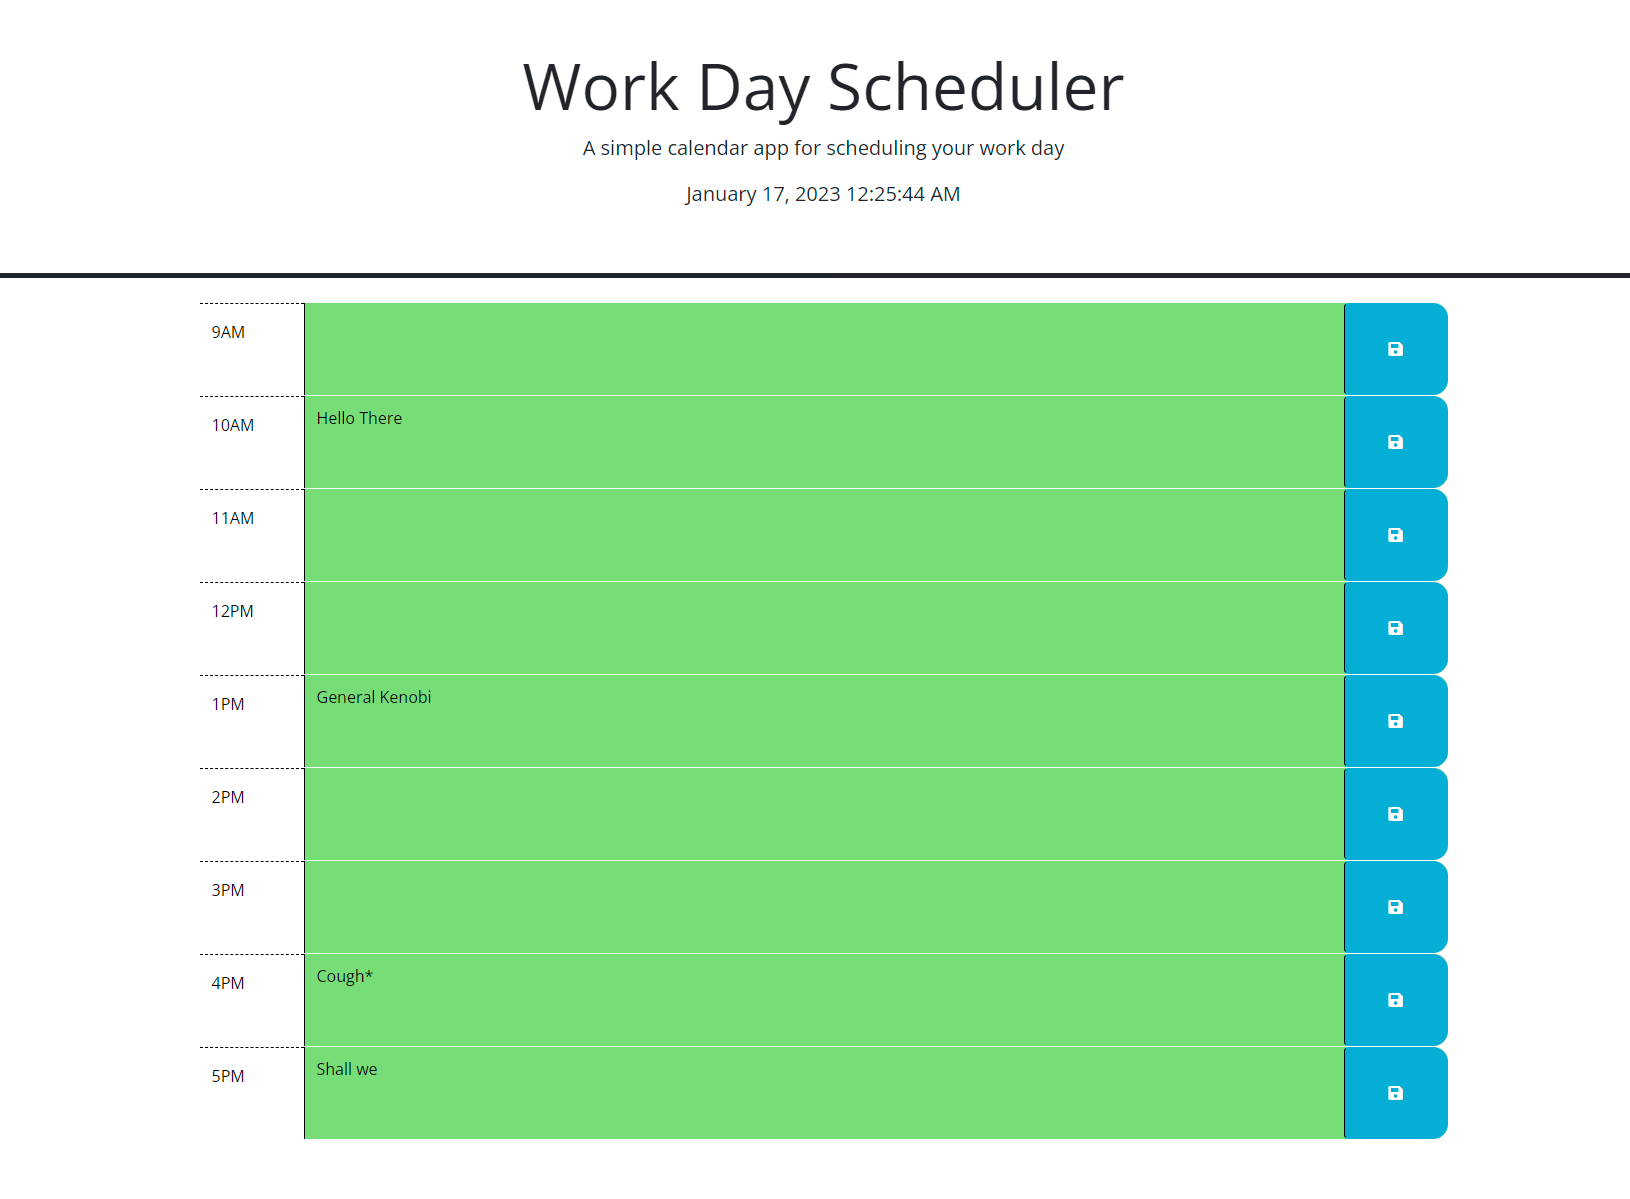 Work Day Scheduler
A simple calendar app for scheduling your work day
January 17, 2023 12:25:44 AM
9AM
10AM
Hello There
11AM
12PM
1PM
General Kenobi
2PM
3PM
4PM
Cough*
5PM
Shall we